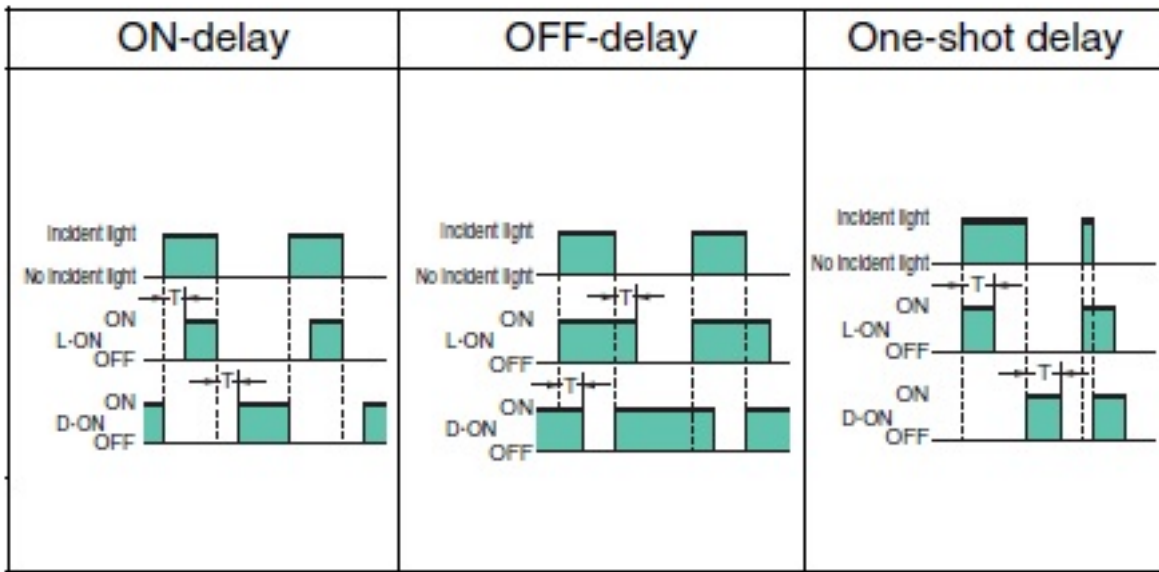 ON-delay
OFF-delay
One-shot delay
Incident light
No Incident light
T
ON
L-ON
OFF
T
ON
D-ON
OFF
Incident light
No Incident light
T
ON
L-ON
OFF
T
ON
D-ON
OFF
Incident light
No Incident light
T
ON
L-ON
OFF
T
ON
D-ON
OFF